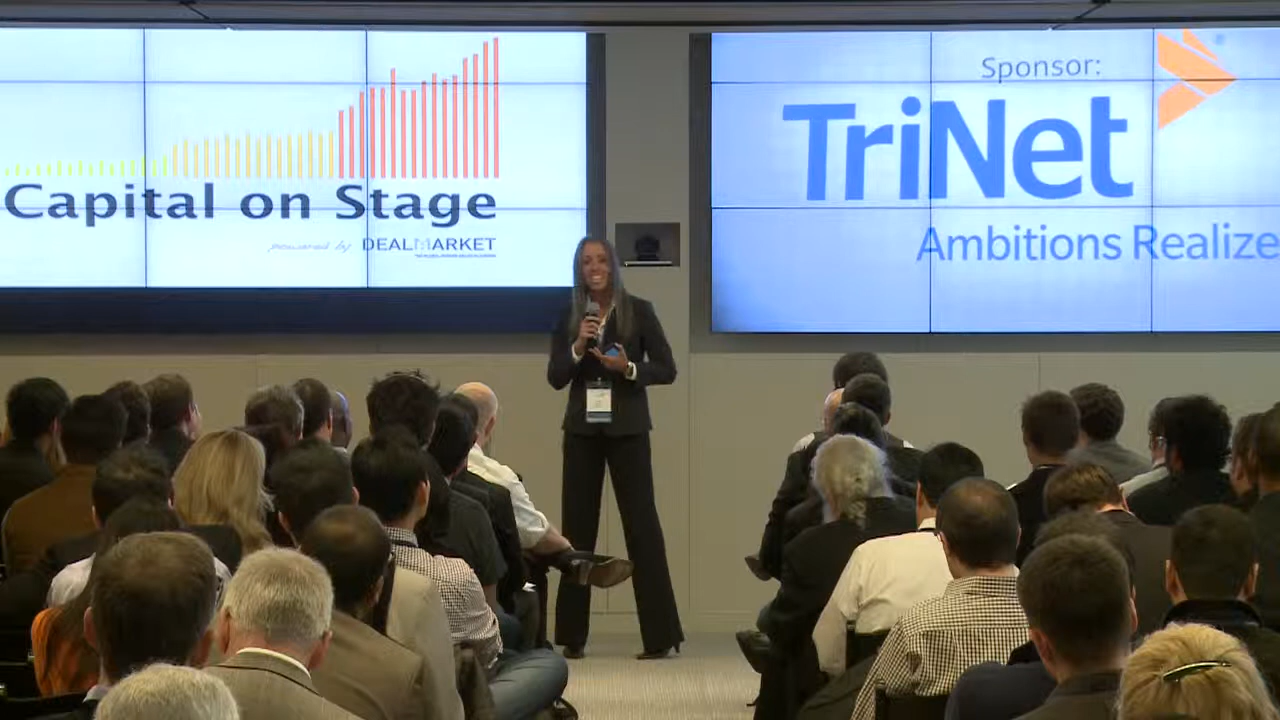 Capital on Stage
powered by DEALMARKET
Sponsor:
TriNet
Ambitions Realize